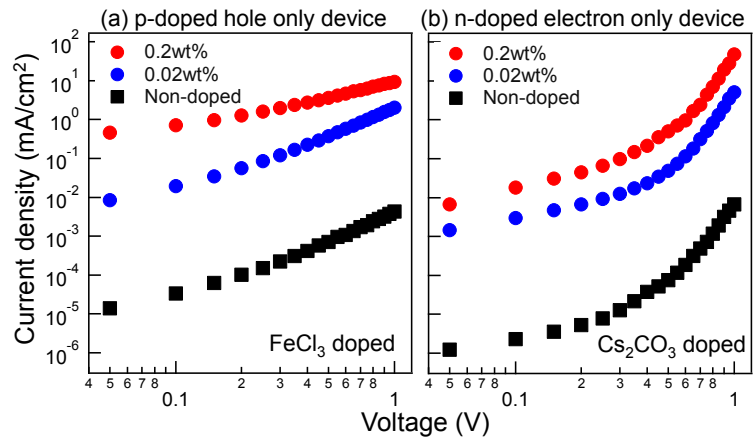 (a) p-doped hole only device
(b) n-doped electron only device
Current density (mA/cm²)
10²
10¹
10⁰
10⁻¹
10⁻²
10⁻³
10⁻⁴
10⁻⁵
10⁻⁶
0.2wt%
0.02wt%
Non-doped
FeCl₃ doped
0.2wt%
0.02wt%
Non-doped
Cs₂CO₃ doped
4 5 6 7 8 2 3 4 5 6 7 8 4 5 6 7 8 2 3 4 5 6 7 8
0.1 1 0.1 1
Voltage (V)